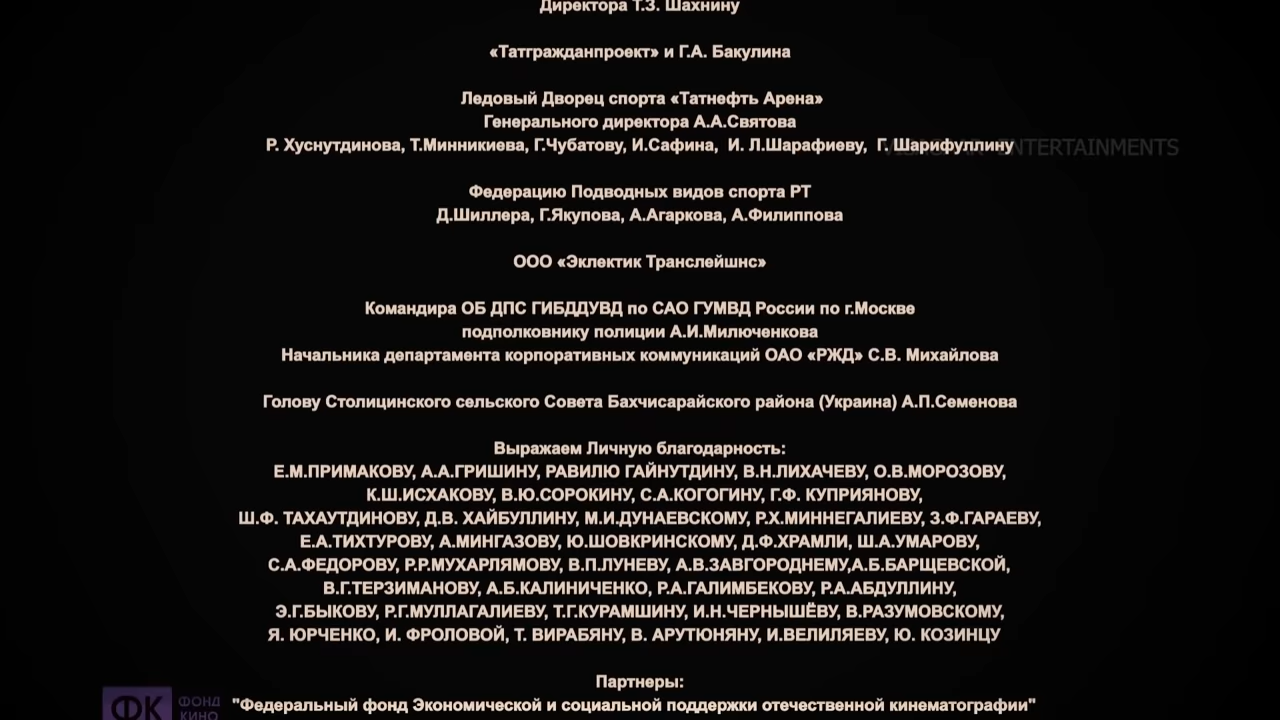 Директора Т.З. Шахнину
«Татгражданпроект» и Г.А. Бакулина
Ледовый Дворец спорта «Татнефть Арена»
Генерального директора А.А.Святова
Р. Хуснутдинова, Т.Минникиева, Г.Чубатову, И.Сафина, И. Л.Шарафиеву, Г. Шарифуллину
ENTERTAINMENTS
Федерацию Подводных видов спорта РТ
Д.Шиллера, Г.Якупова, А.Агаркова, А.Филиппова
ООО «Эклектик Транслейшнс»
Командира ОБ ДПС ГИБДДУВД по САО ГУМВД России по г.Москве
подполковнику полиции А.И.Милюченкова
Начальника департамента корпоративных коммуникаций ОАО «РЖД» С.В. Михайлова
Голову Столицинского сельского Совета Бахчисарайского района (Украина) А.П.Семенова
Выражаем Личную благодарность:
Е.М.ПРИМАКОВУ, А.А.ГРИШИНУ, РАВИЛЮ ГАЙНУТДИНУ, В.Н.ЛИХАЧЕВУ, О.В.МОРОЗОВУ,
К.Ш.ИСХАКОВУ, В.Ю.СОРОКИНУ, С.А.КОГОГИНУ, Г.Ф. КУПРИЯНОВУ,
Ш.Ф. ТАХАУТДИНОВУ, Д.В. ХАЙБУЛЛИНУ, М.И.ДУНАЕВСКОМУ, Р.Х.МИННЕГАЛИЕВУ, З.Ф.ГАРАЕВУ,
Е.А.ТИХТУРОВУ, А.МИНГАЗОВУ, Ю.ШОВКРИНСКОМУ, Д.Ф.ХРАМЛИ, Ш.А.УМАРОВУ,
С.А.ФЕДОРОВУ, Р.Р.МУХАРЛЯМОВУ, В.П.ЛУНЕВУ, А.В.ЗАВГОРОДНЕМУ,А.Б.БАРЩЕВСКОЙ,
В.Г.ТЕРЗИМАНОВУ, А.Б.КАЛИНИЧЕНКО, Р.А.ГАЛИМБЕКОВУ, Р.А.АБДУЛЛИНУ,
Э.Г.БЫКОВУ, Р.Г.МУЛЛАГАЛИЕВУ, Т.Г.КУРАМШИНУ, И.Н.ЧЕРНЫШЁВУ, В.РАЗУМОВСКОМУ,
Я. ЮРЧЕНКО, И. ФРОЛОВОЙ, Т. ВИРАБЯНУ, В. АРУТЮНЯНУ, И.ВЕЛИЛЯЕВУ, Ю. КОЗИНЦУ
Партнеры:
"Федеральный фонд Экономической и социальной поддержки отечественной кинематографии"
ФК ФОНД
КИНО